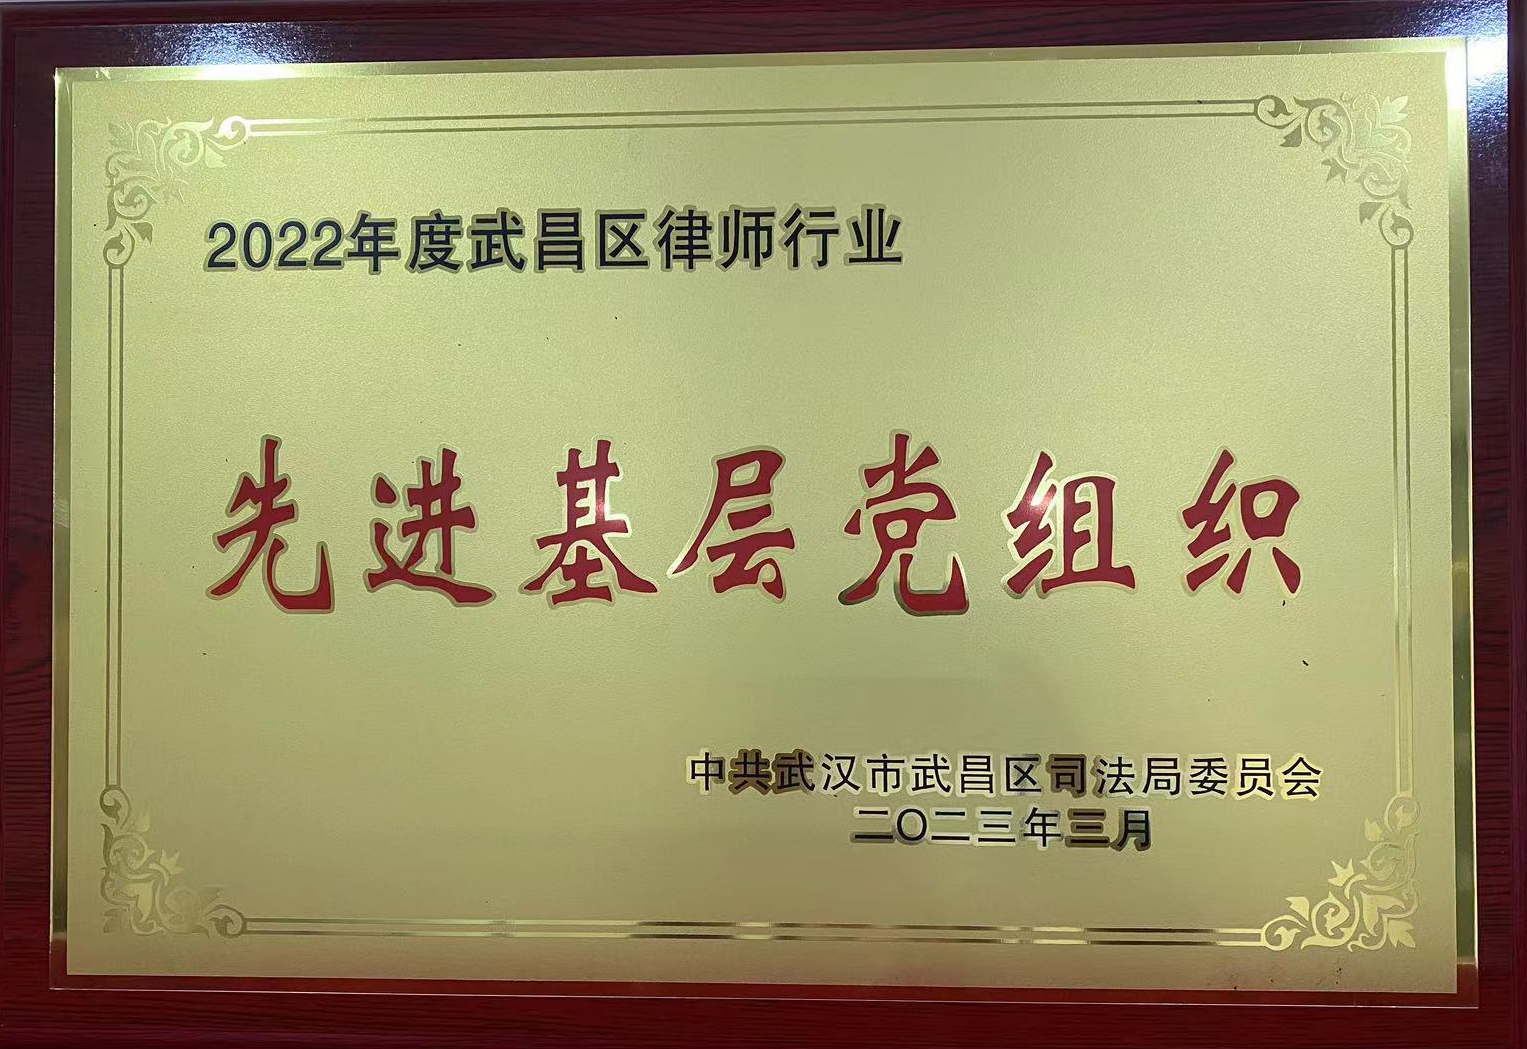 2022年度武昌区律师行业
先进基层党组织
中共武汉市武昌区司法局委员会
二〇二三年三月